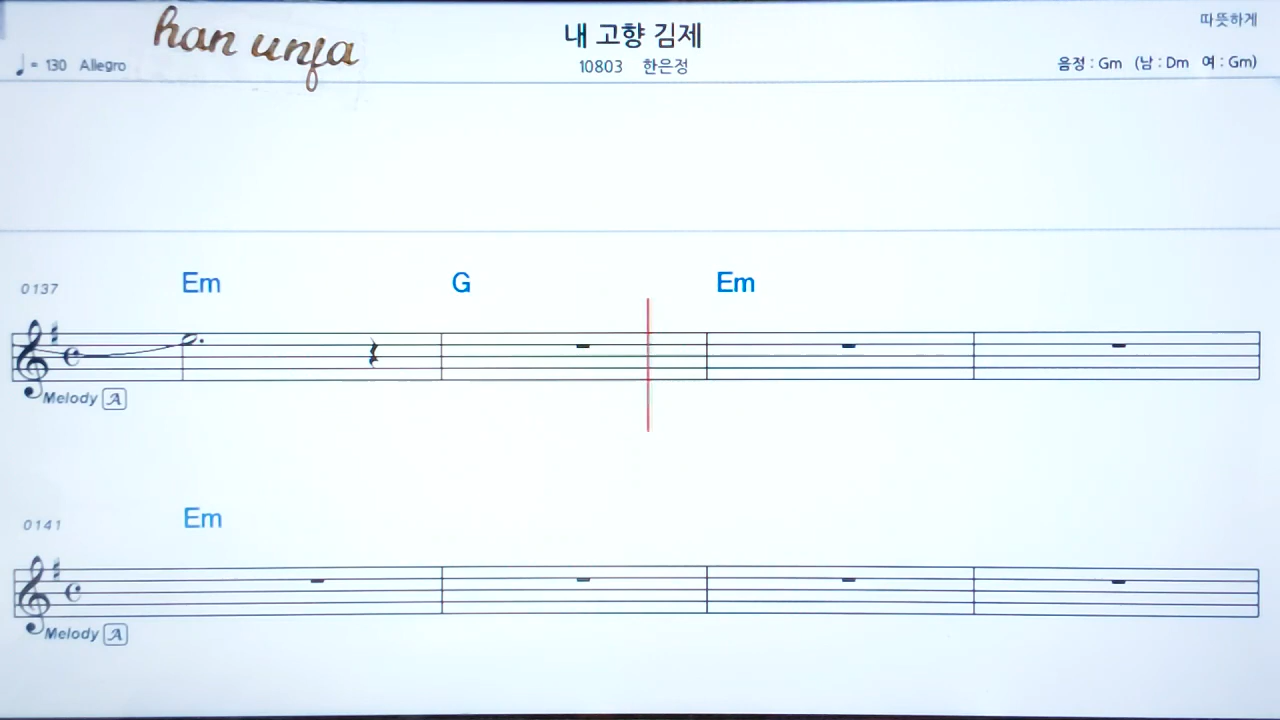 han unfa
내 고향 김제
따뜻하게
♩ = 130 Allegro
10803 한은정
음정 : Gm (남 : Dm 여 : Gm)
0137 Em G Em
Melody A
0141 Em
Melody A